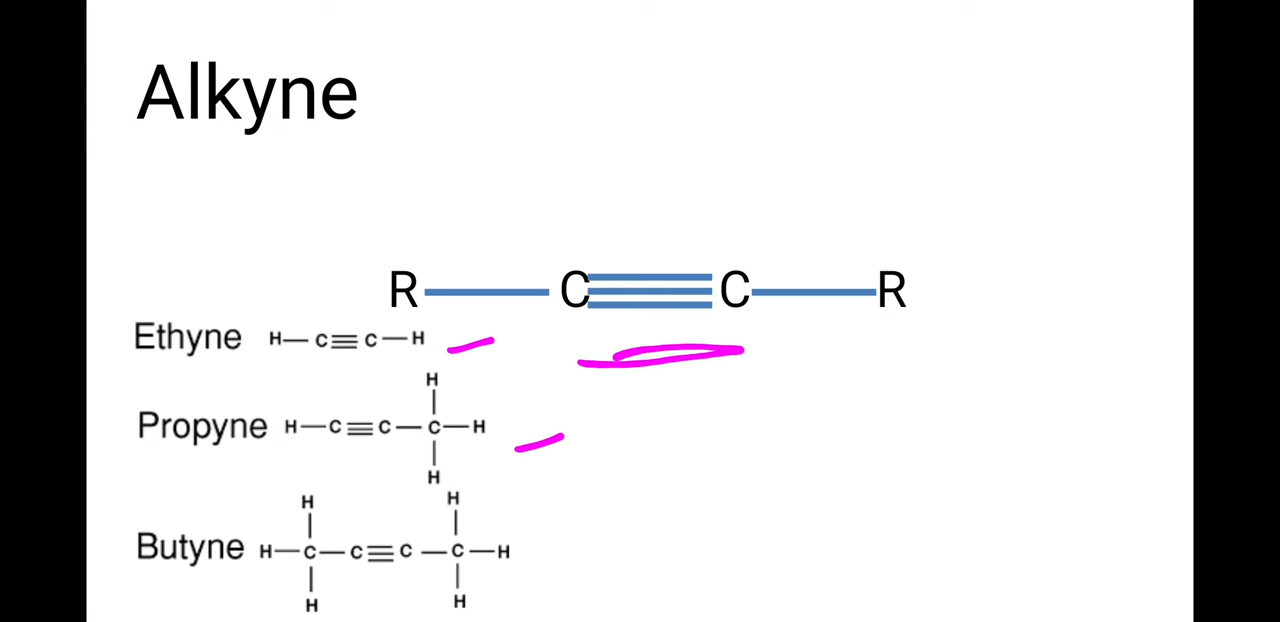 Alkyne
R C C R
Ethyne H—C≡C—H
H
Propyne H—C≡C—C—H
H
H H
Butyne H—C—C≡C—C—H
H H